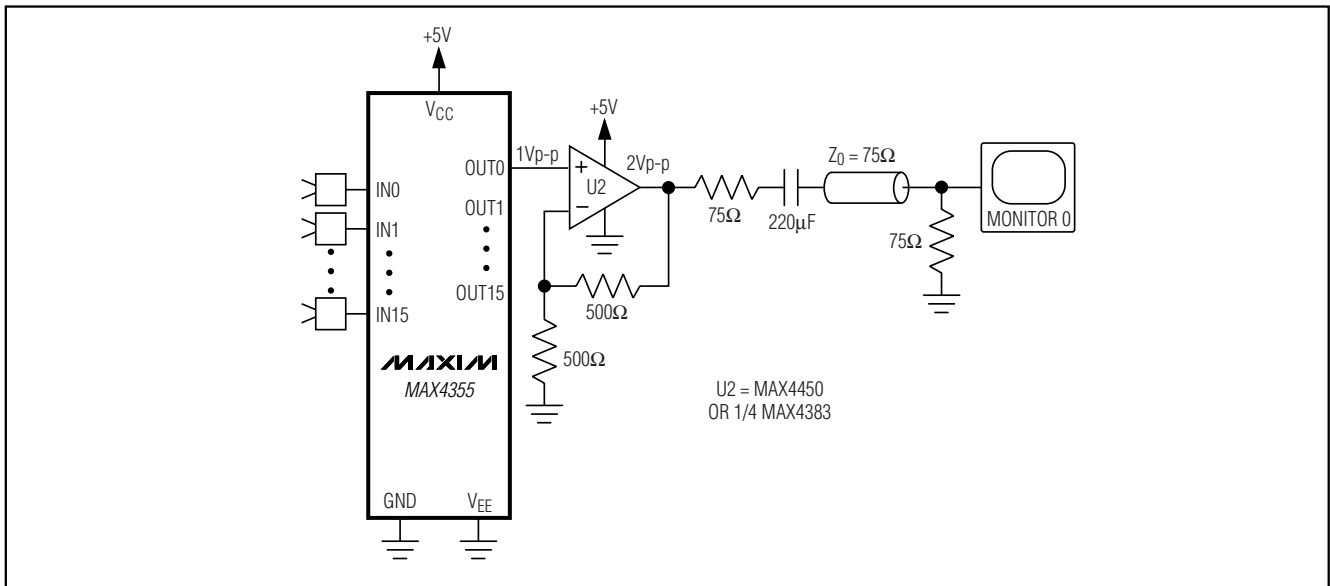 +5V
VCC
+5V
OUT0
1Vp-p
+
U2
−
2Vp-p
75Ω
220µF
Z0 = 75Ω
MONITOR 0
75Ω
IN0
OUT1
IN1
OUT15
500Ω
IN15
500Ω
MAXIM
MAX4355
U2 = MAX4450
OR 1/4 MAX4383
GND
VEE